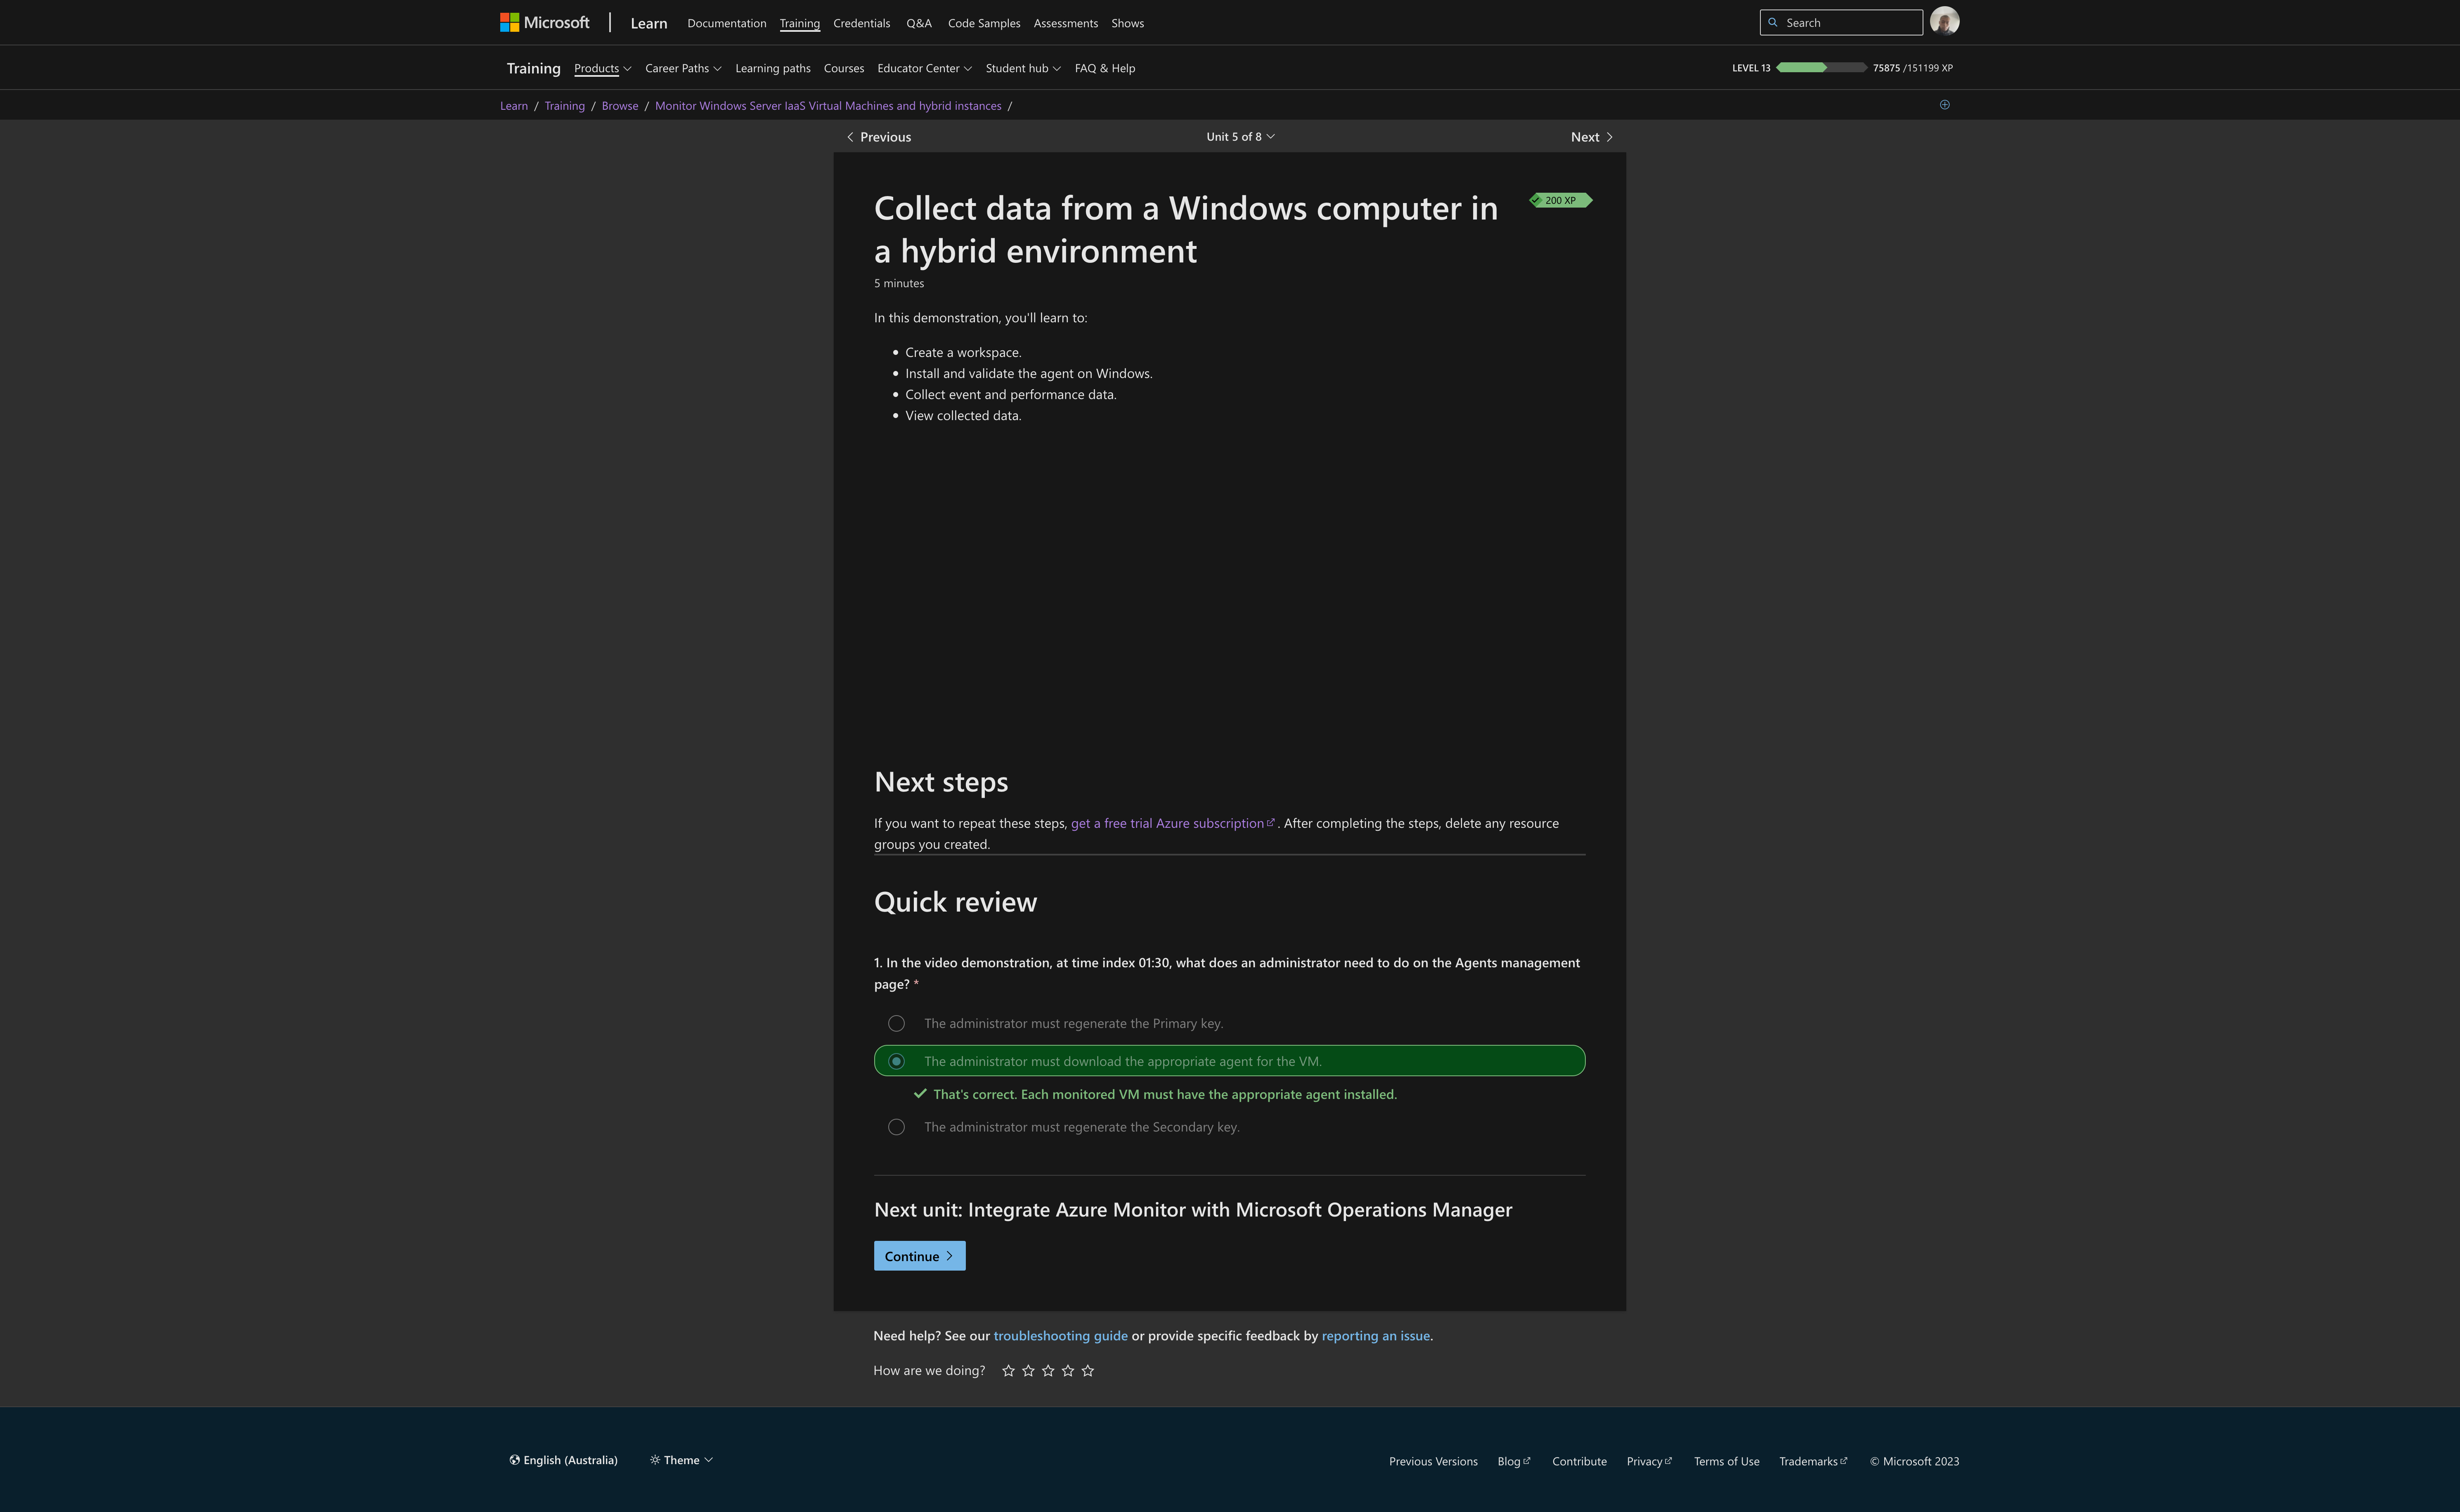 Microsoft Learn Documentation Training Credentials Q&A Code Samples Assessments Shows Search
Training Products Career Paths Learning paths Courses Educator Center Student hub FAQ & Help LEVEL 13 75875 /151199 XP
Learn / Training / Browse / Monitor Windows Server IaaS Virtual Machines and hybrid instances /
Previous Unit 5 of 8 Next
Collect data from a Windows computer in
a hybrid environment
200 XP
5 minutes
In this demonstration, you'll learn to:
• Create a workspace.
• Install and validate the agent on Windows.
• Collect event and performance data.
• View collected data.
Next steps
If you want to repeat these steps, get a free trial Azure subscription . After completing the steps, delete any resource
groups you created.
Quick review
1. In the video demonstration, at time index 01:30, what does an administrator need to do on the Agents management
page? *
The administrator must regenerate the Primary key.
The administrator must download the appropriate agent for the VM.
That's correct. Each monitored VM must have the appropriate agent installed.
The administrator must regenerate the Secondary key.
Next unit: Integrate Azure Monitor with Microsoft Operations Manager
Continue
Need help? See our troubleshooting guide or provide specific feedback by reporting an issue.
How are we doing?
English (Australia) Theme Previous Versions Blog Contribute Privacy Terms of Use Trademarks © Microsoft 2023